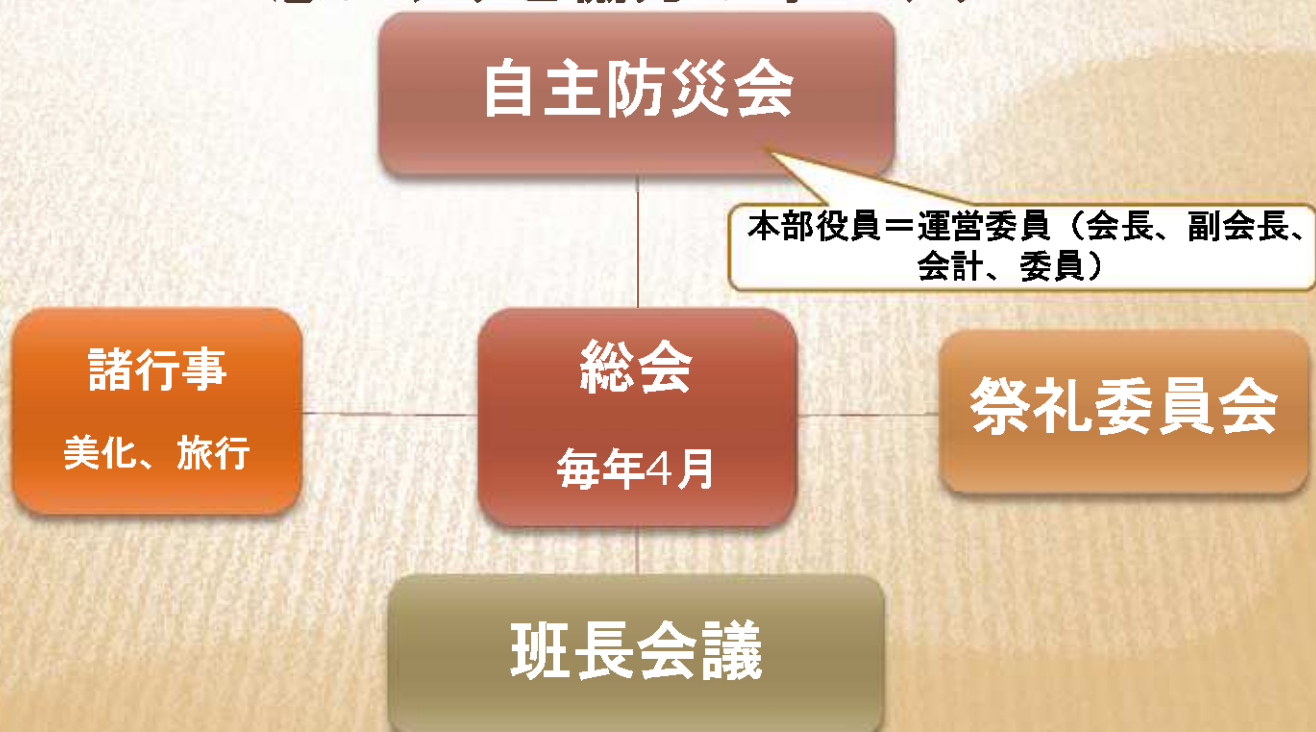 自主防災会
本部役員＝運営委員（会長、副会長、
会計、委員）
諸行事
美化、旅行
総会
毎年4月
祭礼委員会
班長会議